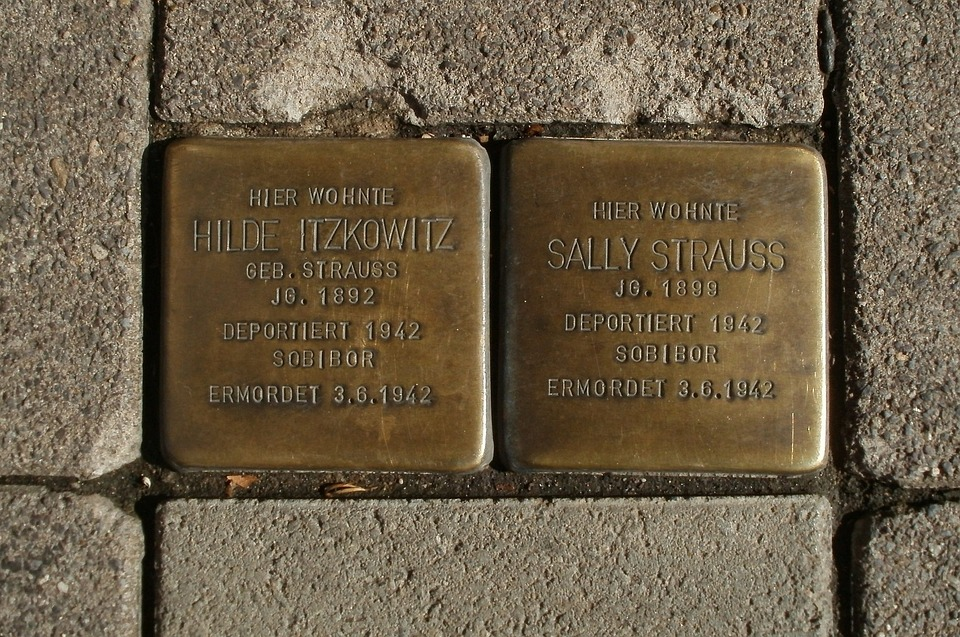 HIER WOHNTE
HILDE ITZKOWITZ
GEB. STRAUSS
JG. 1892
DEPORTIERT 1942
SOBIBOR
ERMORDET 3.6.1942
HIER WOHNTE
SALLY STRAUSS
JG. 1899
DEPORTIERT 1942
SOBIBOR
ERMORDET 3.6.1942